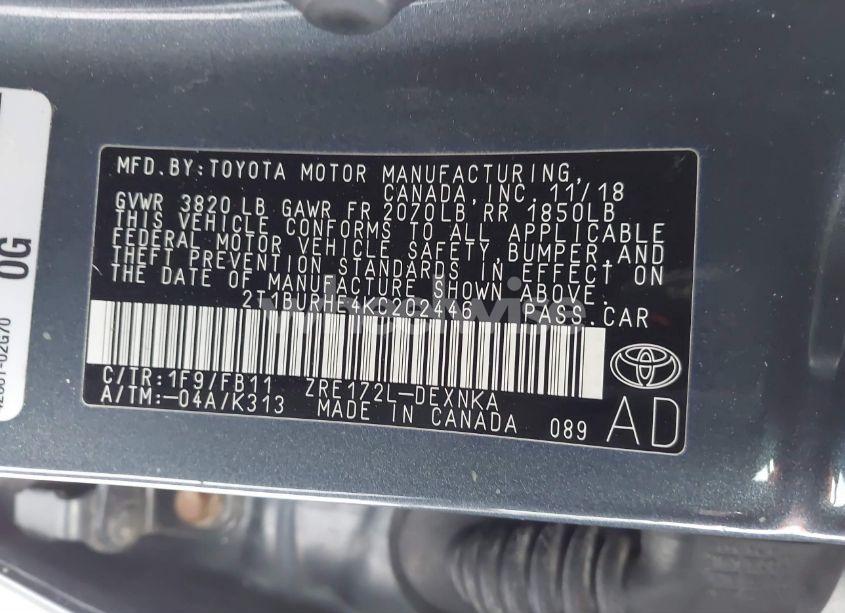 MFD.BY:TOYOTA MOTOR MANUFACTURING,
CANADA,INC. 11/18
GVWR 3820 LB GAWR FR 2070LB RR 1850LB
THIS VEHICLE CONFORMS TO ALL APPLICABLE
FEDERAL MOTOR VEHICLE SAFETY,BUMPER,AND
THEFT PREVENTION STANDARDS IN EFFECT ON
THE DATE OF MANUFACTURE SHOWN ABOVE.
2T1BURHE4KC202446 PASS.CAR
C/TR:1F9/FB11 ZRE172L-DEXNKA
A/TM:-04A/K313 MADE IN CANADA 089 AD
0G
-02G70